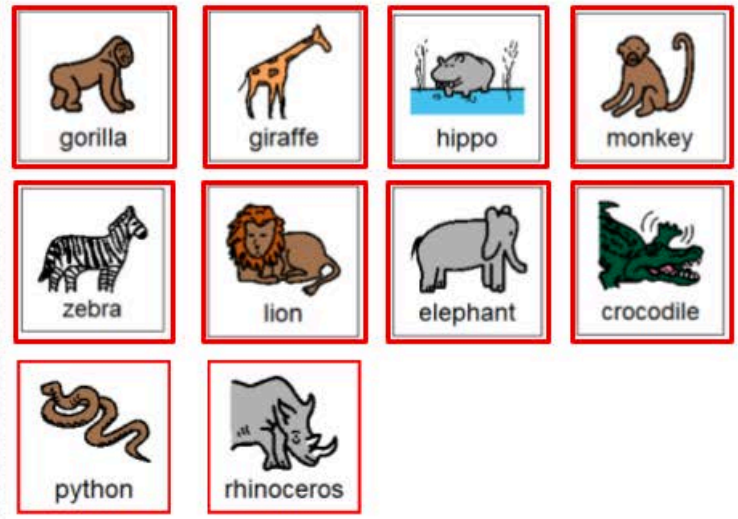 gorilla
giraffe
hippo
monkey
zebra
lion
elephant
crocodile
python
rhinoceros